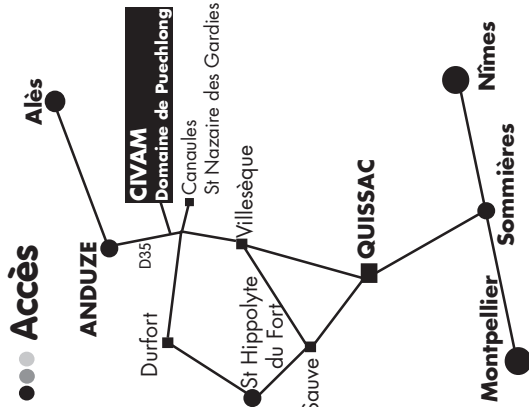 Accès
Alès
ANDUZE
CIVAM
Domaine de Puechlong
D35
Canaules
St Nazaire des Gardies
Durfort
Villesèque
St Hippolyte
du Fort
Sauve
QUISSAC
Nîmes
Sommières
Montpellier